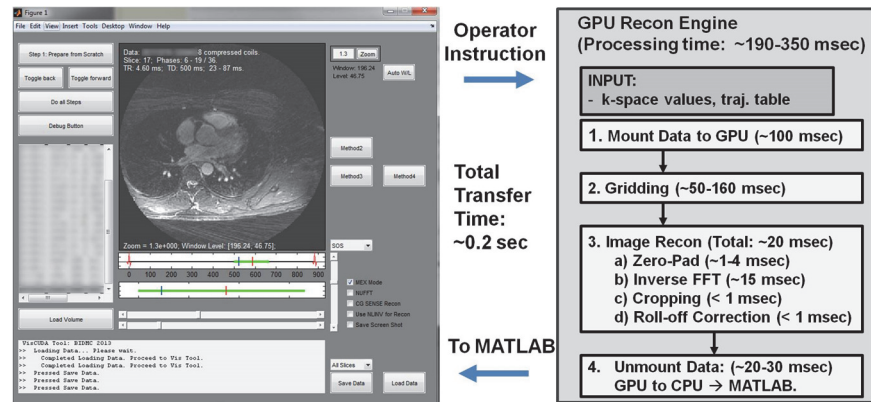 Figure 1
File Edit View Insert Tools Desktop Window Help
Step 1: Prepare from Scratch
Toggle back
Toggle forward
Do all Steps
Debug Button
Data: $ compressed coils.
Slice: 17; Phases: 6 - 19 / 36.
TR: 4.60 ms; TD: 500 ms; 23 - 87 ms.
1.3
Zoom
Window: 196.24
Level: 46.75
Auto W/L
Method2
Method3
Method4
Zoom = 1.3e+000; Window Level: [196.24, 46.75];
SOS
0 100 200 300 400 500 600 700 800 900
MEX Mode
NUFFT
CG SENSE Recon
Use NLINV for Recon
Save Screen Shot
Load Volume
VisCUDA Tool: BIDMC 2013
>> Loading Data... Please wait.
>> Completed Loading Data. Proceed to Vis Tool.
>> Completed Loading Data. Proceed to Vis Tool.
>> Pressed Save Data.
>> Pressed Save Data.
>> Pressed Save Data.
All Slices
Save Data
Load Data
Operator
Instruction
Total
Transfer
Time:
~0.2 sec
To MATLAB
GPU Recon Engine
(Processing time: ~190-350 msec)
INPUT:
- k-space values, traj. table
1. Mount Data to GPU (~100 msec)
2. Gridding (~50-160 msec)
3. Image Recon (Total: ~20 msec)
a) Zero-Pad (~1-4 msec)
b) Inverse FFT (~15 msec)
c) Cropping (< 1 msec)
d) Roll-off Correction (< 1 msec)
4. Unmount Data: (~20-30 msec)
GPU to CPU → MATLAB.